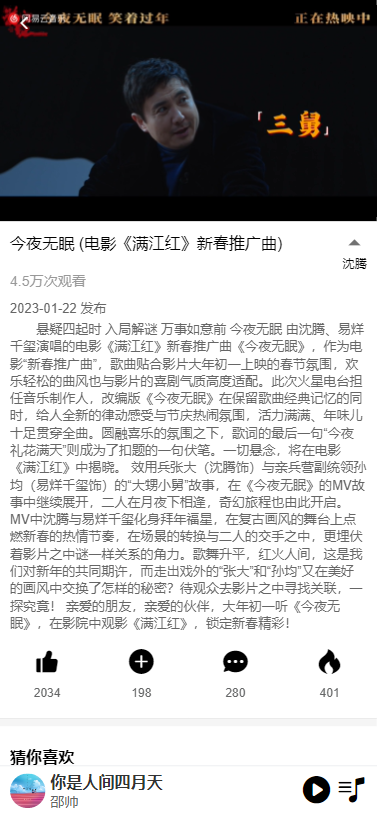 网易云音乐
今夜无眠 笑着过年
正在热映中
「三舅」
今夜无眠 (电影《满江红》新春推广曲)
沈腾
4.5万次观看
2023-01-22 发布
悬疑四起时 入局解谜 万事如意前 今夜无眠 由沈腾、易烊
千玺演唱的电影《满江红》新春推广曲《今夜无眠》，作为电
影“新春推广曲”，歌曲贴合影片大年初一上映的春节氛围，欢
乐轻松的曲风也与影片的喜剧气质高度适配。此次火星电台担
任音乐制作人，改编版《今夜无眠》在保留歌曲经典记忆的同
时，给人全新的律动感受与节庆热闹氛围，活力满满、年味儿
十足贯穿全曲。圆融喜乐的氛围之下，歌词的最后一句“今夜
礼花满天”则成为了扣题的一句伏笔。一切悬念，将在电影
《满江红》中揭晓。 效用兵张大（沈腾饰）与亲兵营副统领孙
均（易烊千玺饰）的“大甥小舅”故事，在《今夜无眠》的MV故
事中继续展开，二人在月夜下相逢，奇幻旅程也由此开启。
MV中沈腾与易烊千玺化身拜年福星，在复古画风的舞台上点
燃新春的热情节奏，在场景的转换与二人的交手之中，更埋伏
着影片之中谜一样关系的角力。歌舞升平，红火人间，这是我
们对新年的共同期许，而走出戏外的“张大”和“孙均”又在美好
的画风中交换了怎样的秘密？待观众去影片之中寻找关联，一
探究竟！ 亲爱的朋友，亲爱的伙伴，大年初一听《今夜无
眠》，在影院中观影《满江红》，锁定新春精彩！
2034
198
280
401
猜你喜欢
你是人间四月天
邵帅